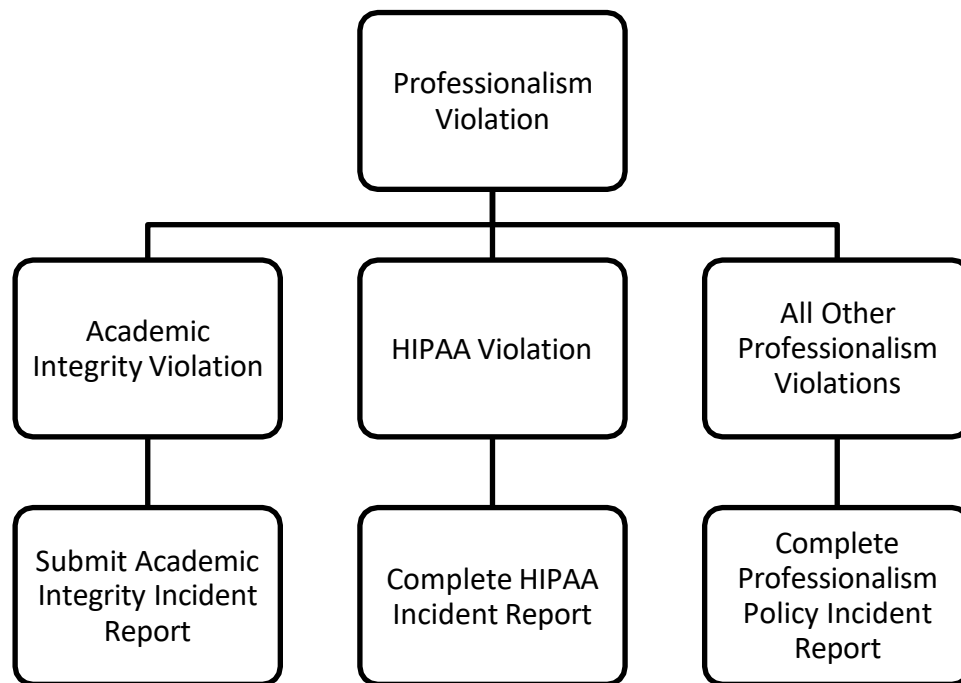 Professionalism
Violation
Academic
Integrity Violation
HIPAA Violation
All Other
Professionalism
Violations
Submit Academic
Integrity Incident
Report
Complete HIPAA
Incident Report
Complete
Professionalism
Policy Incident
Report